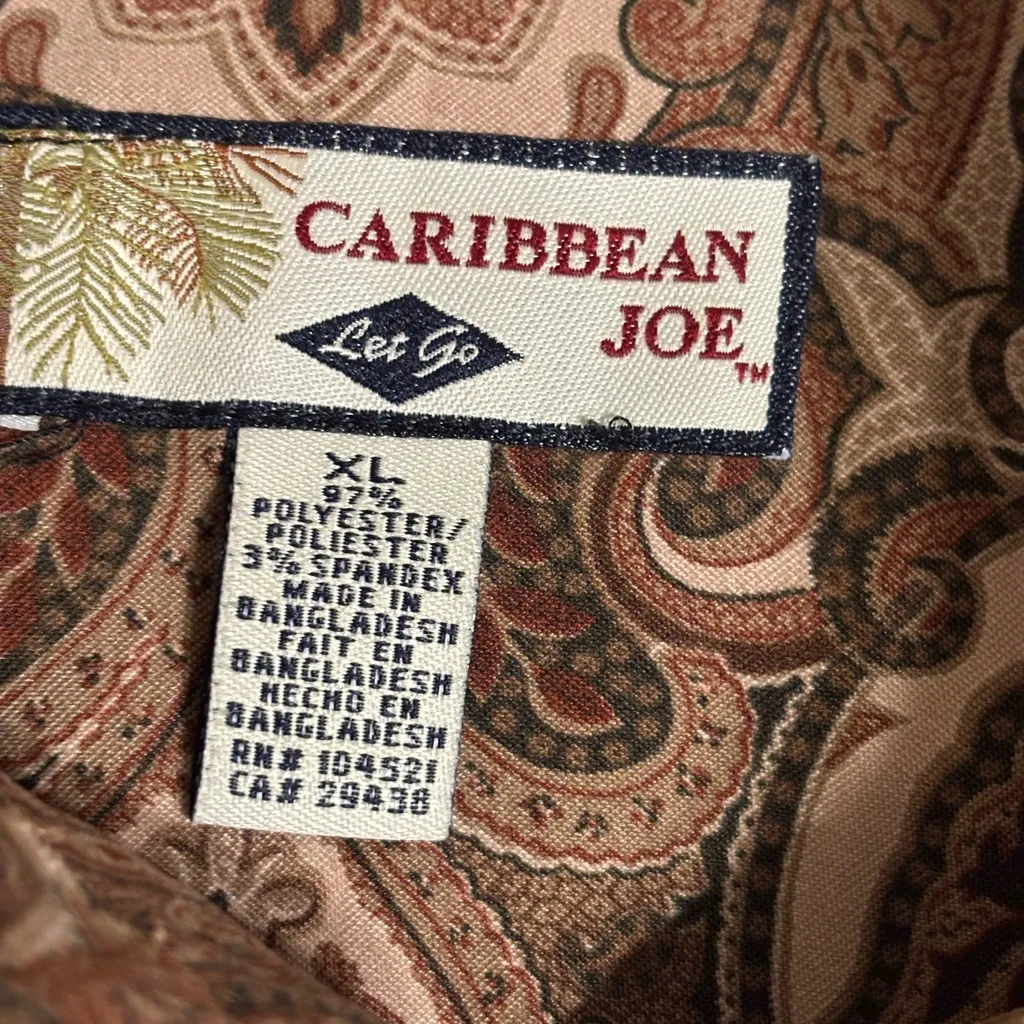 CARIBBEAN
JOE
TM
Let Go
XL
97%
POLYESTER/
POLIESTER
3% SPANDEX
MADE IN
BANGLADESH
FAIT EN
BANGLADESH
HECHO EN
BANGLADESH
RN# 104521
CA# 29438